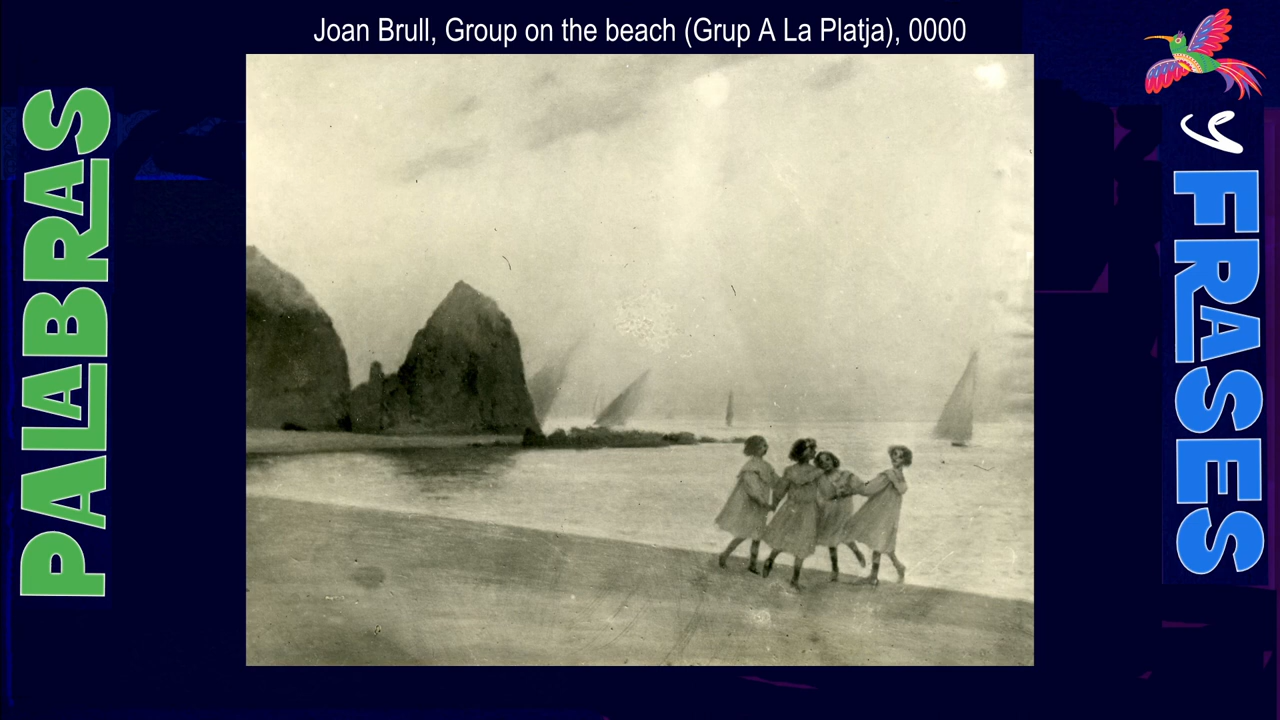 Joan Brull, Group on the beach (Grup A La Platja), 0000
PALABRAS
y
FRASES